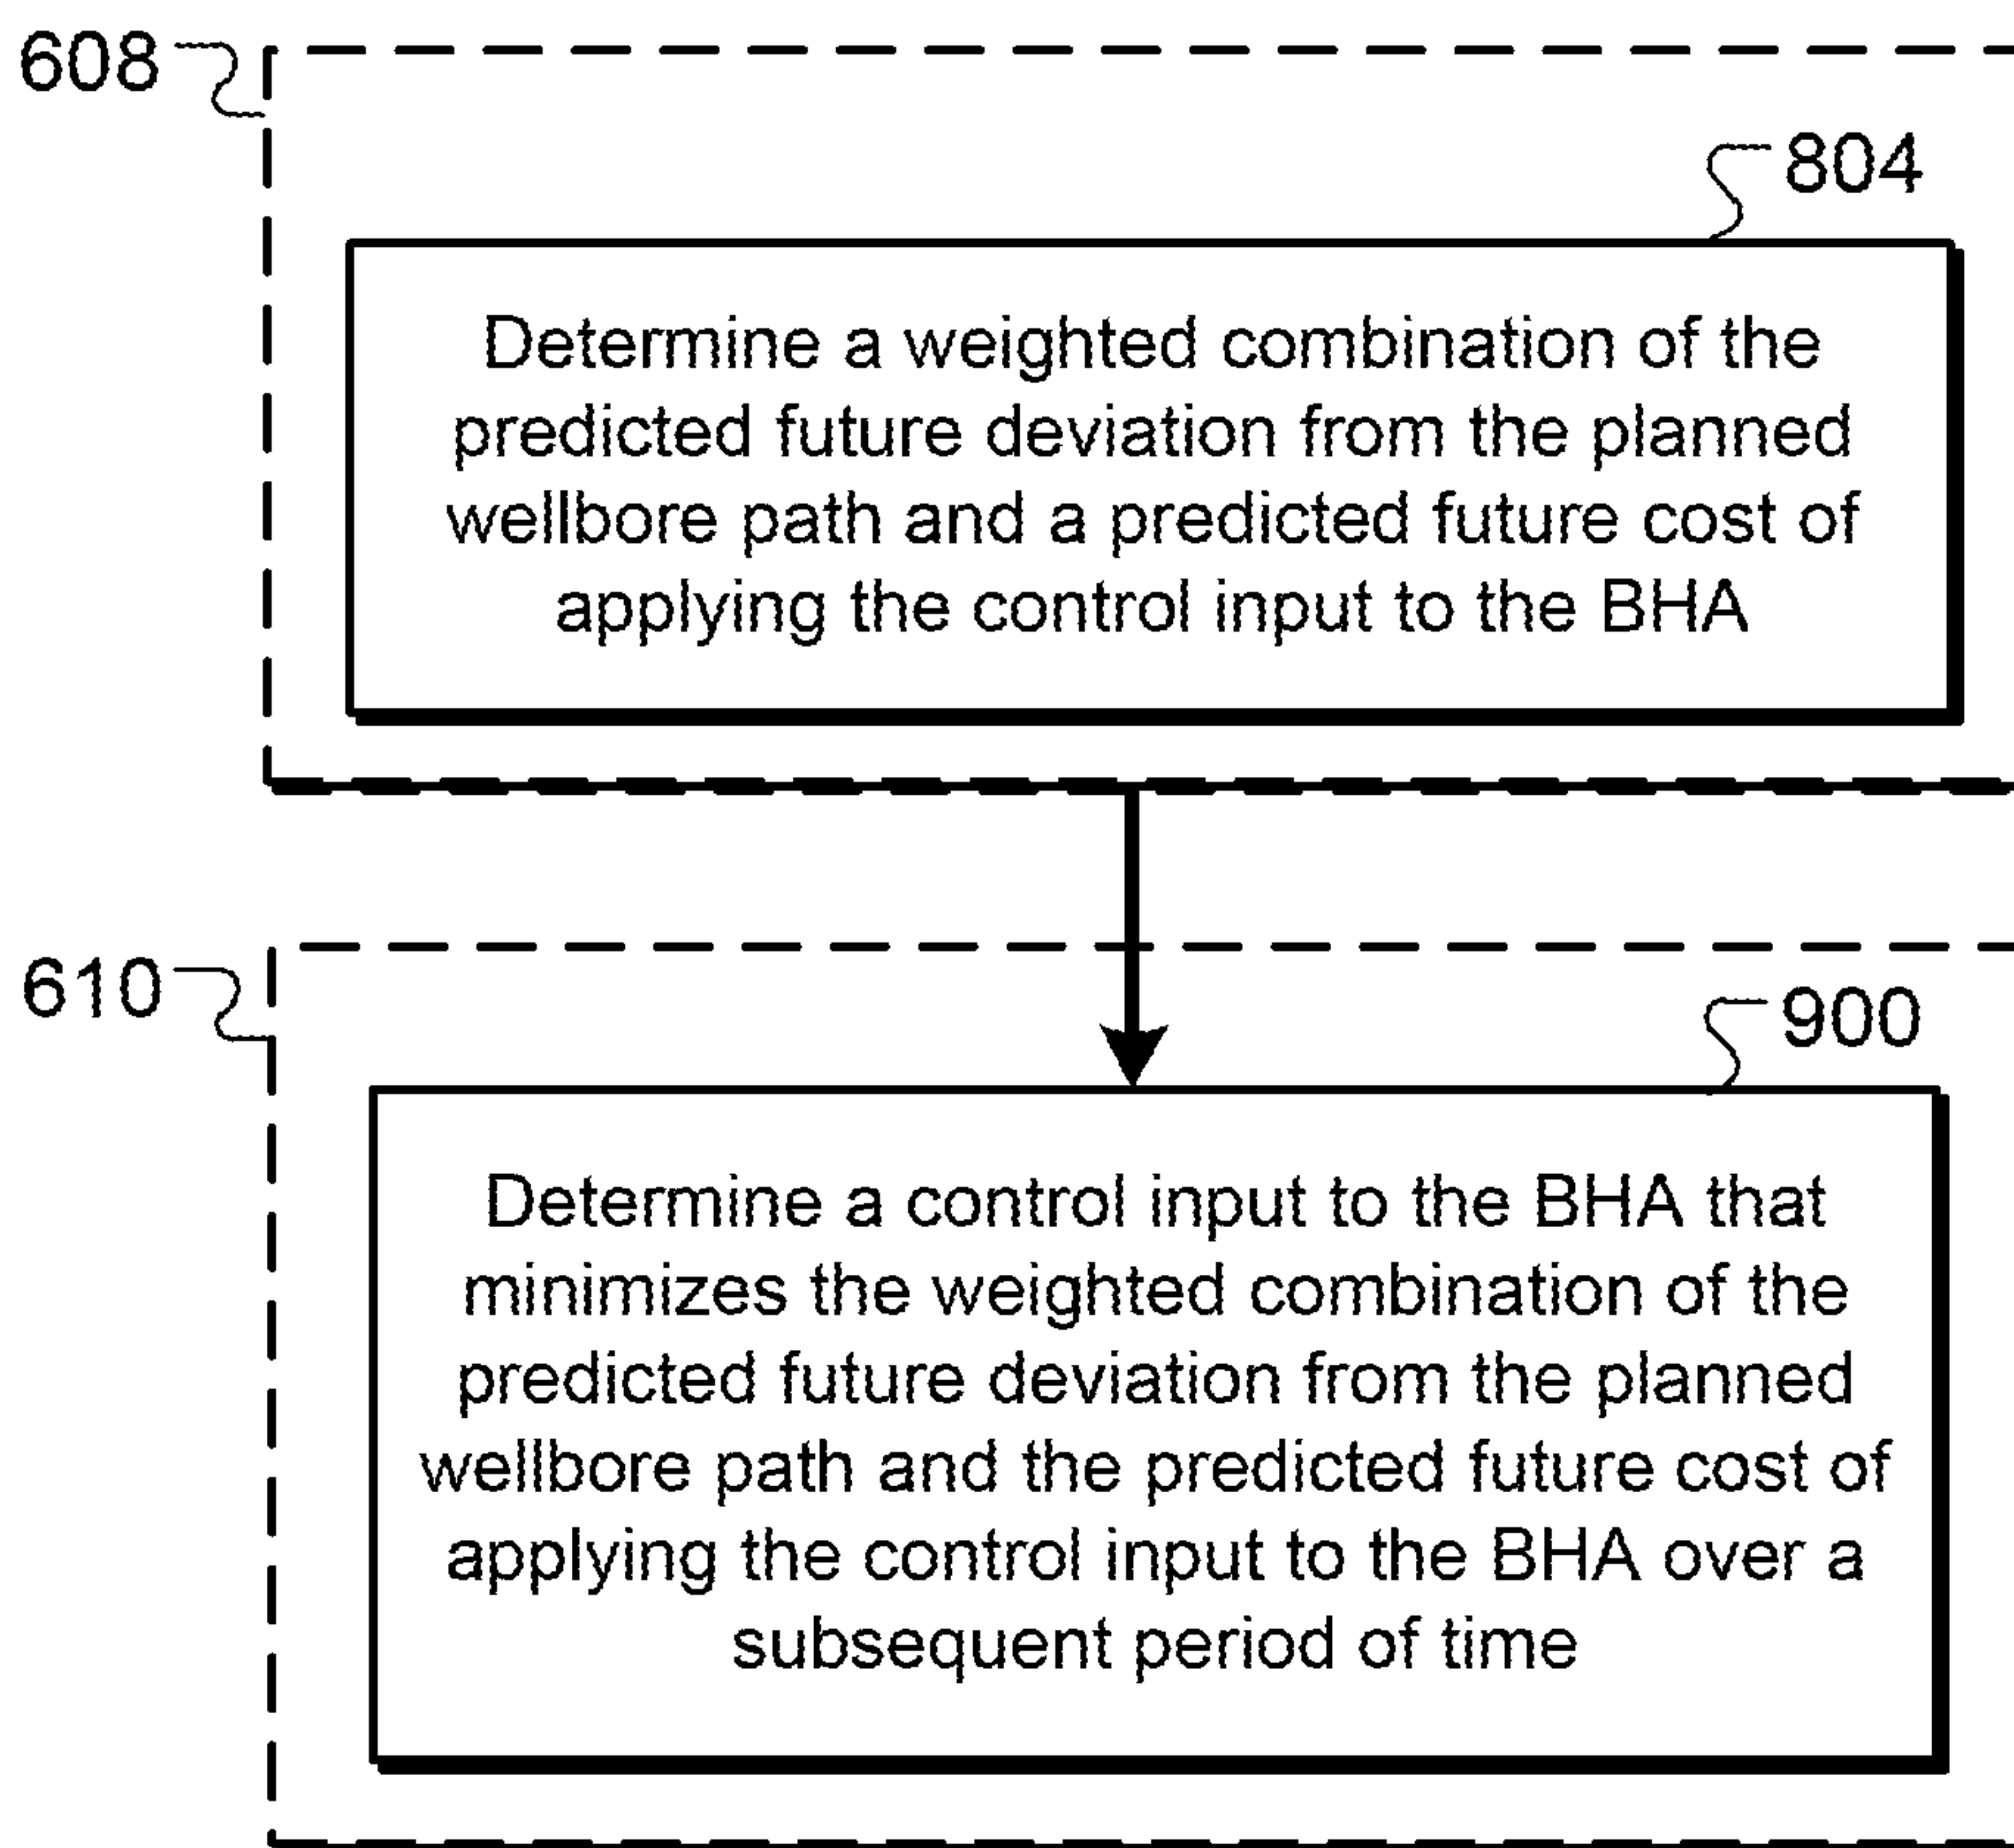 608
804
Determine a weighted combination of the
predicted future deviation from the planned
wellbore path and a predicted future cost of
applying the control input to the BHA
610
900
Determine a control input to the BHA that
minimizes the weighted combination of the
predicted future deviation from the planned
wellbore path and the predicted future cost of
applying the control input to the BHA over a
subsequent period of time